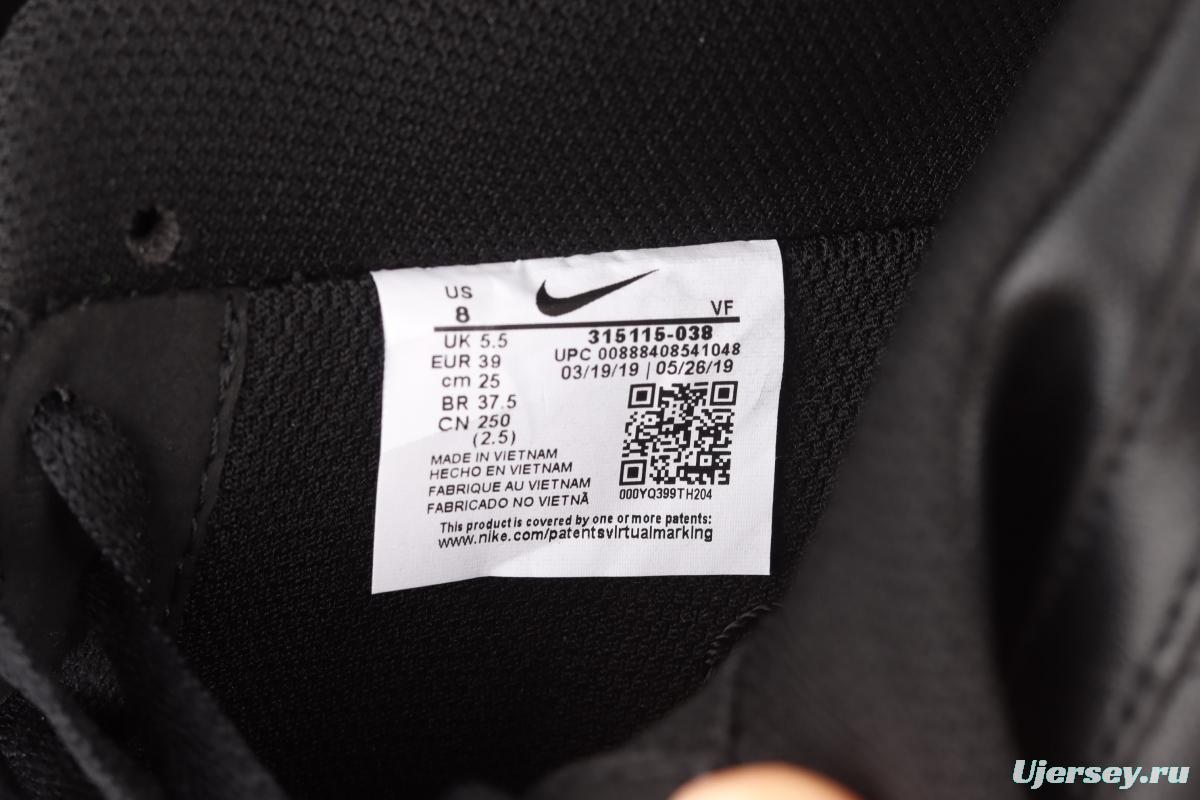 US
8
VF
UK 5.5
EUR 39
cm 25
BR 37.5
CN 250
(2.5)
315115-038
UPC 00888408541048
03/19/19 | 05/26/19
000YQ399TH204
MADE IN VIETNAM
HECHO EN VIETNAM
FABRIQUE AU VIETNAM
FABRICADO NO VIETNÃ
This product is covered by one or more patents:
www.nike.com/patentsvirtualmarking
Ujersey.ru